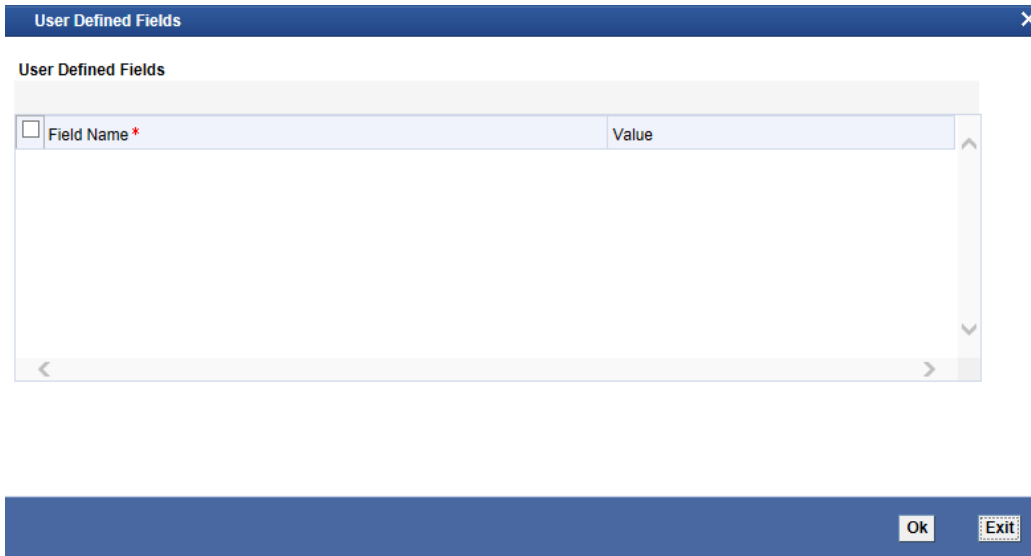 User Defined Fields
User Defined Fields
Field Name * Value
Ok Exit